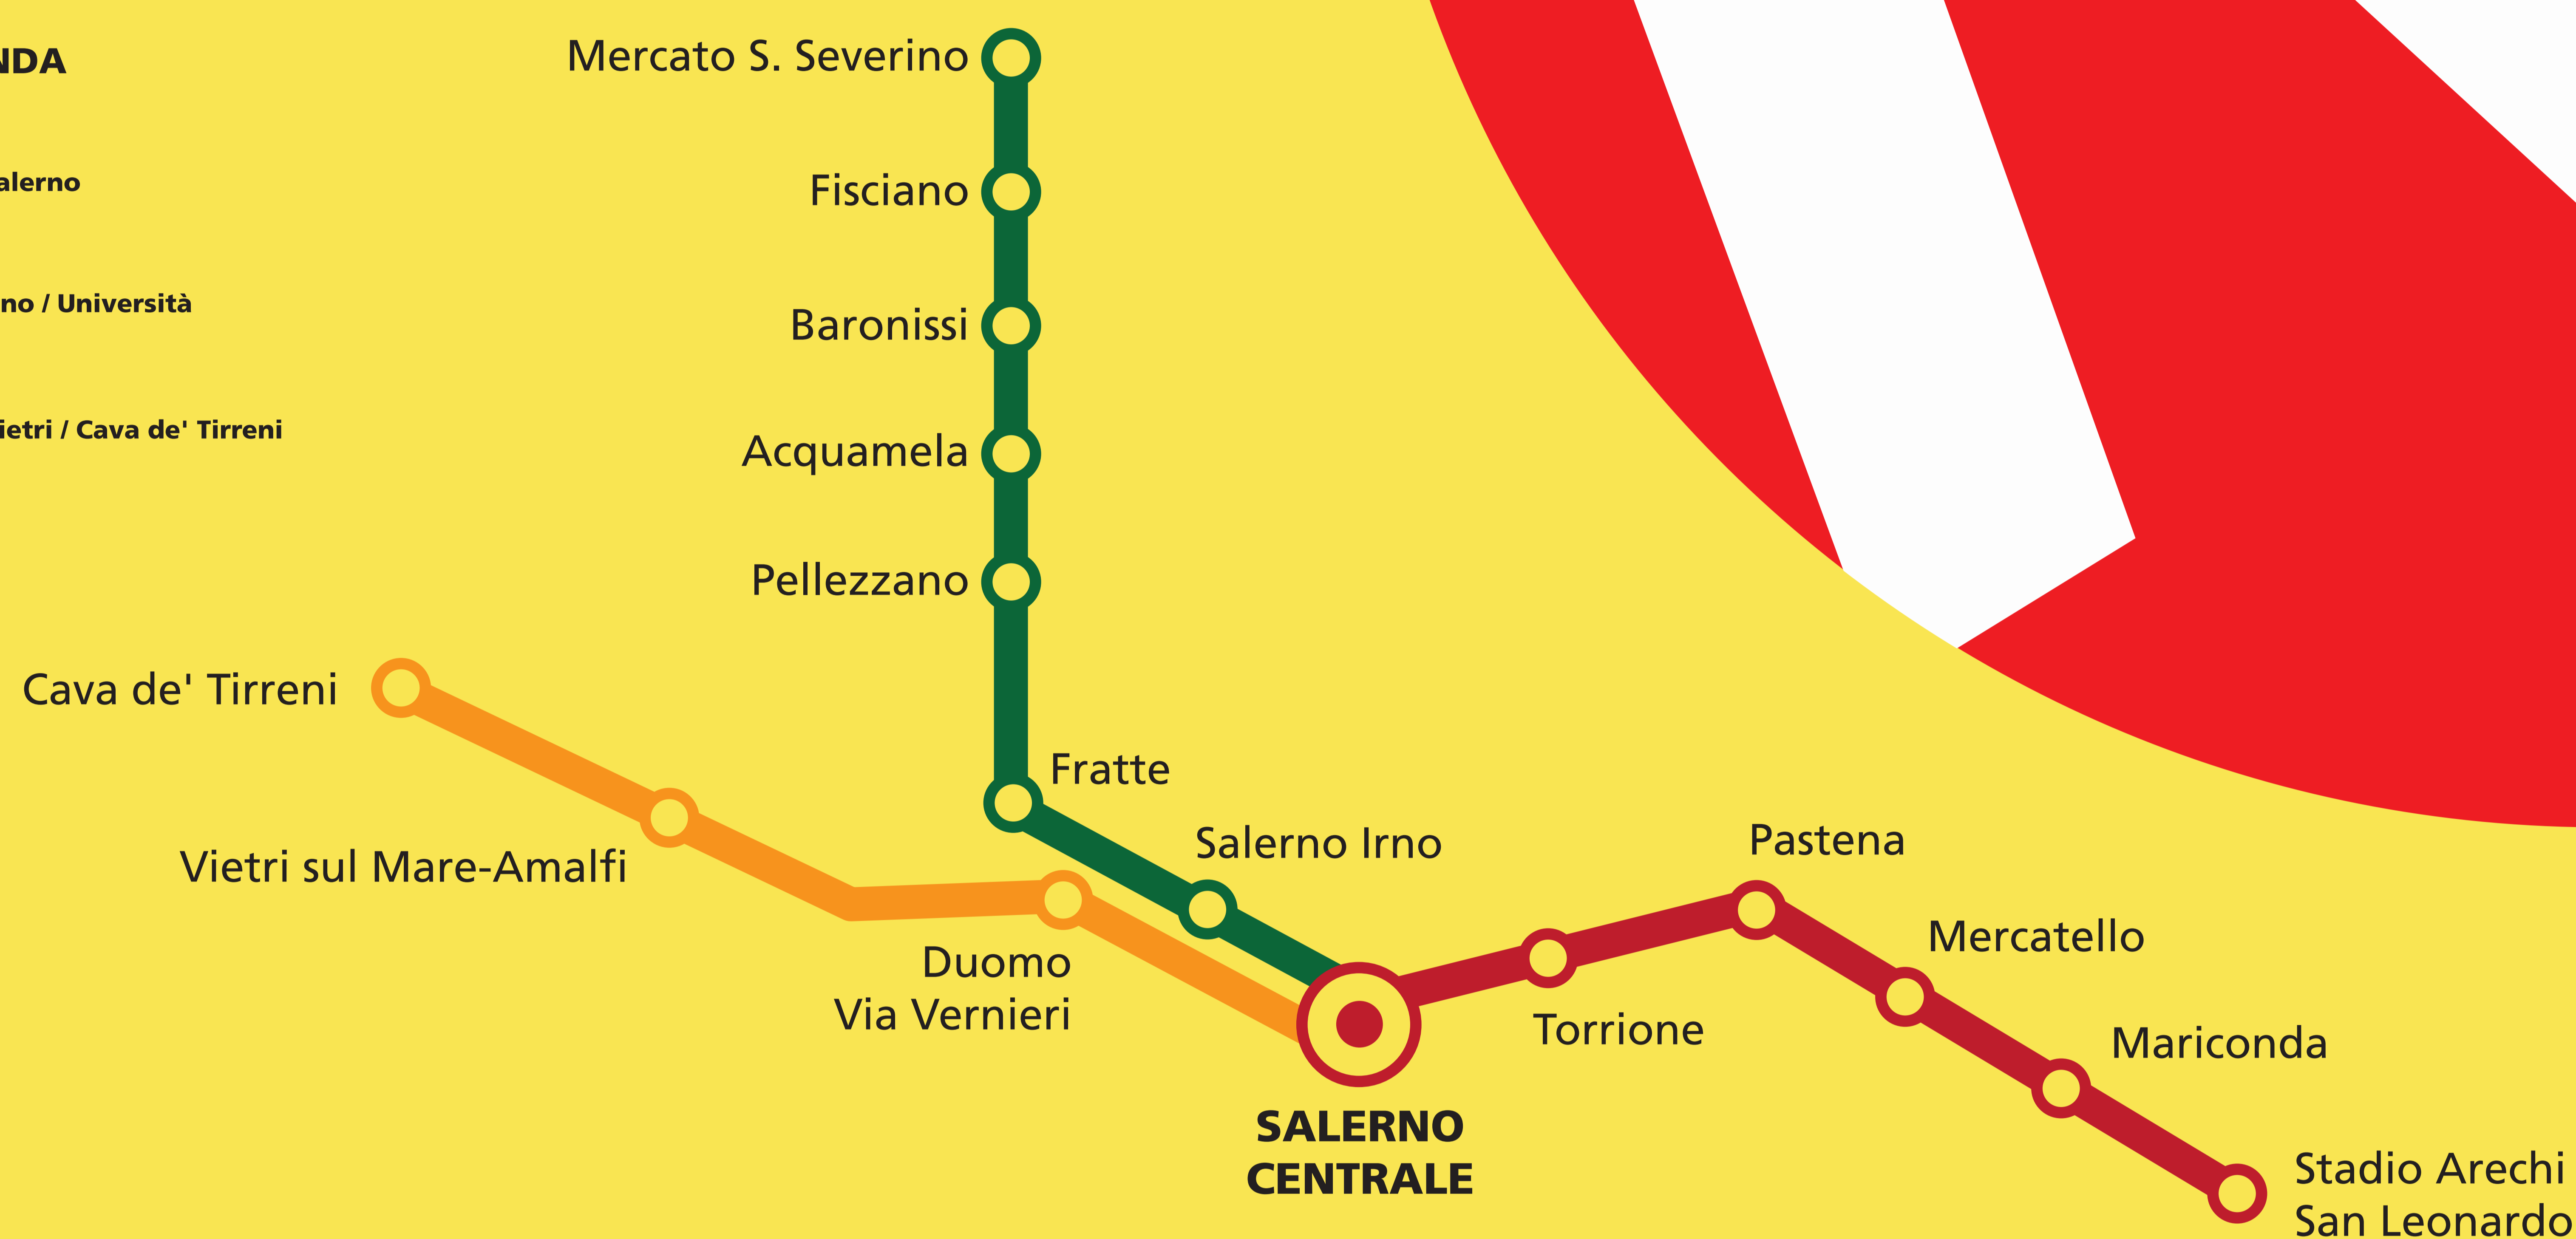 NDA
alerno
no / Università
ietri / Cava de' Tirreni
Mercato S. Severino
Fisciano
Baronissi
Acquamela
Pellezzano
Cava de' Tirreni
Fratte
Vietri sul Mare-Amalfi
Salerno Irno
Duomo
Via Vernieri
Pastena
Mercatello
Torrione
Mariconda
SALERNO
CENTRALE
Stadio Arechi
San Leonardo